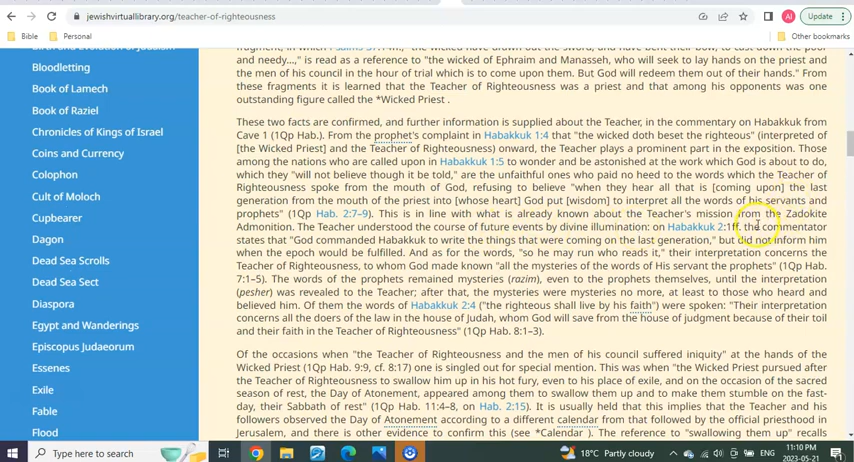 jewishvirtuallibrary.org/teacher-of-righteousness
AI
Update
Bible
Personal
Other bookmarks
Bloodletting
Book of Lamech
Book of Raziel
Chronicles of Kings of Israel
Coins and Currency
Colophon
Cult of Moloch
Cupbearer
Dagon
Dead Sea Scrolls
Dead Sea Sect
Diaspora
Egypt and Wanderings
Episcopus Judaeorum
Essenes
Exile
Fable
Flood
and needy...," is read as a reference to "the wicked of Ephraim and Manasseh, who will seek to lay hands on the priest and
the men of his council in the hour of trial which is to come upon them. But God will redeem them out of their hands." From
these fragments it is learned that the Teacher of Righteousness was a priest and that among his opponents was one
outstanding figure called the *Wicked Priest .
These two facts are confirmed, and further information is supplied about the Teacher, in the commentary on Habakkuk from
Cave 1 (1Qp Hab.). From the prophet's complaint in Habakkuk 1:4 that "the wicked doth beset the righteous" (interpreted of
[the Wicked Priest] and the Teacher of Righteousness) onward, the Teacher plays a prominent part in the exposition. Those
among the nations who are called upon in Habakkuk 1:5 to wonder and be astonished at the work which God is about to do,
which they "will not believe though it be told, are the unfaithful ones who paid no heed to the words which the Teacher of
Righteousness spoke from the mouth of God, refusing to believe "when they hear all that is [coming upon] the last
generation from the mouth of the priest into [whose heart] God put [wisdom] to interpret all the words of his servants and
prophets" (1Qp Hab. 2:7–9). This is in line with what is already known about the Teacher's mission from the Zadokite
Admonition. The Teacher understood the course of future events by divine illumination: on Habakkuk 2:1ff. the commentator
states that "God commanded Habakkuk to write the things that were coming on the last generation," but did not inform him
when the epoch would be fulfilled. And as for the words, "so he may run who reads it," their interpretation concerns the
Teacher of Righteousness, to whom God made known "all the mysteries of the words of His servant the prophets" (1Qp Hab.
7:1–5). The words of the prophets remained mysteries (razim), even to the prophets themselves, until the interpretation
(pesher) was revealed to the Teacher; after that, the mysteries were mysteries no more, at least to those who heard and
believed him. Of them the words of Habakkuk 2:4 ("the righteous shall live by his faith") were spoken: "Their interpretation
concerns all the doers of the law in the house of Judah, whom God will save from the house of judgment because of their toil
and their faith in the Teacher of Righteousness" (1Qp Hab. 8:1–3).
Of the occasions when "the Teacher of Righteousness and the men of his council suffered iniquity" at the hands of the
Wicked Priest (1Qp Hab. 9:9, cf. 8:17) one is singled out for special mention. This was when "the Wicked Priest pursued after
the Teacher of Righteousness to swallow him up in his hot fury, even to his place of exile, and on the occasion of the sacred
season of rest, the Day of Atonement, appeared among them to swallow them up and to make them stumble on the fast-
day, their Sabbath of rest" (1Qp Hab. 11:4–8, on Hab. 2:15). It is usually held that this implies that the Teacher and his
followers observed the Day of Atonement according to a different calendar from that followed by the official priesthood in
Jerusalem, and there is other evidence to confirm this (see *Calendar ). The reference to "swallowing them up" recalls
Type here to search
18°C Partly cloudy
ENG
11:10 PM
2023-05-21